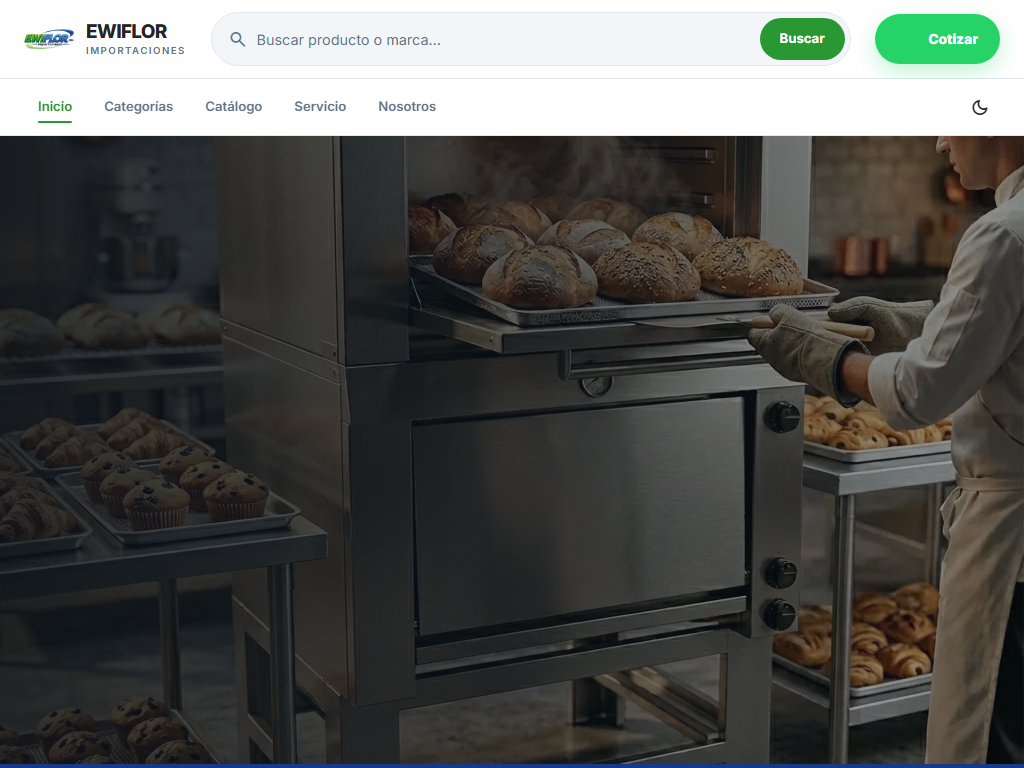 EWIFLOR
EWIFLOR
IMPORTACIONES
Buscar producto o marca...
Buscar
Cotizar
Inicio
Categorías
Catálogo
Servicio
Nosotros